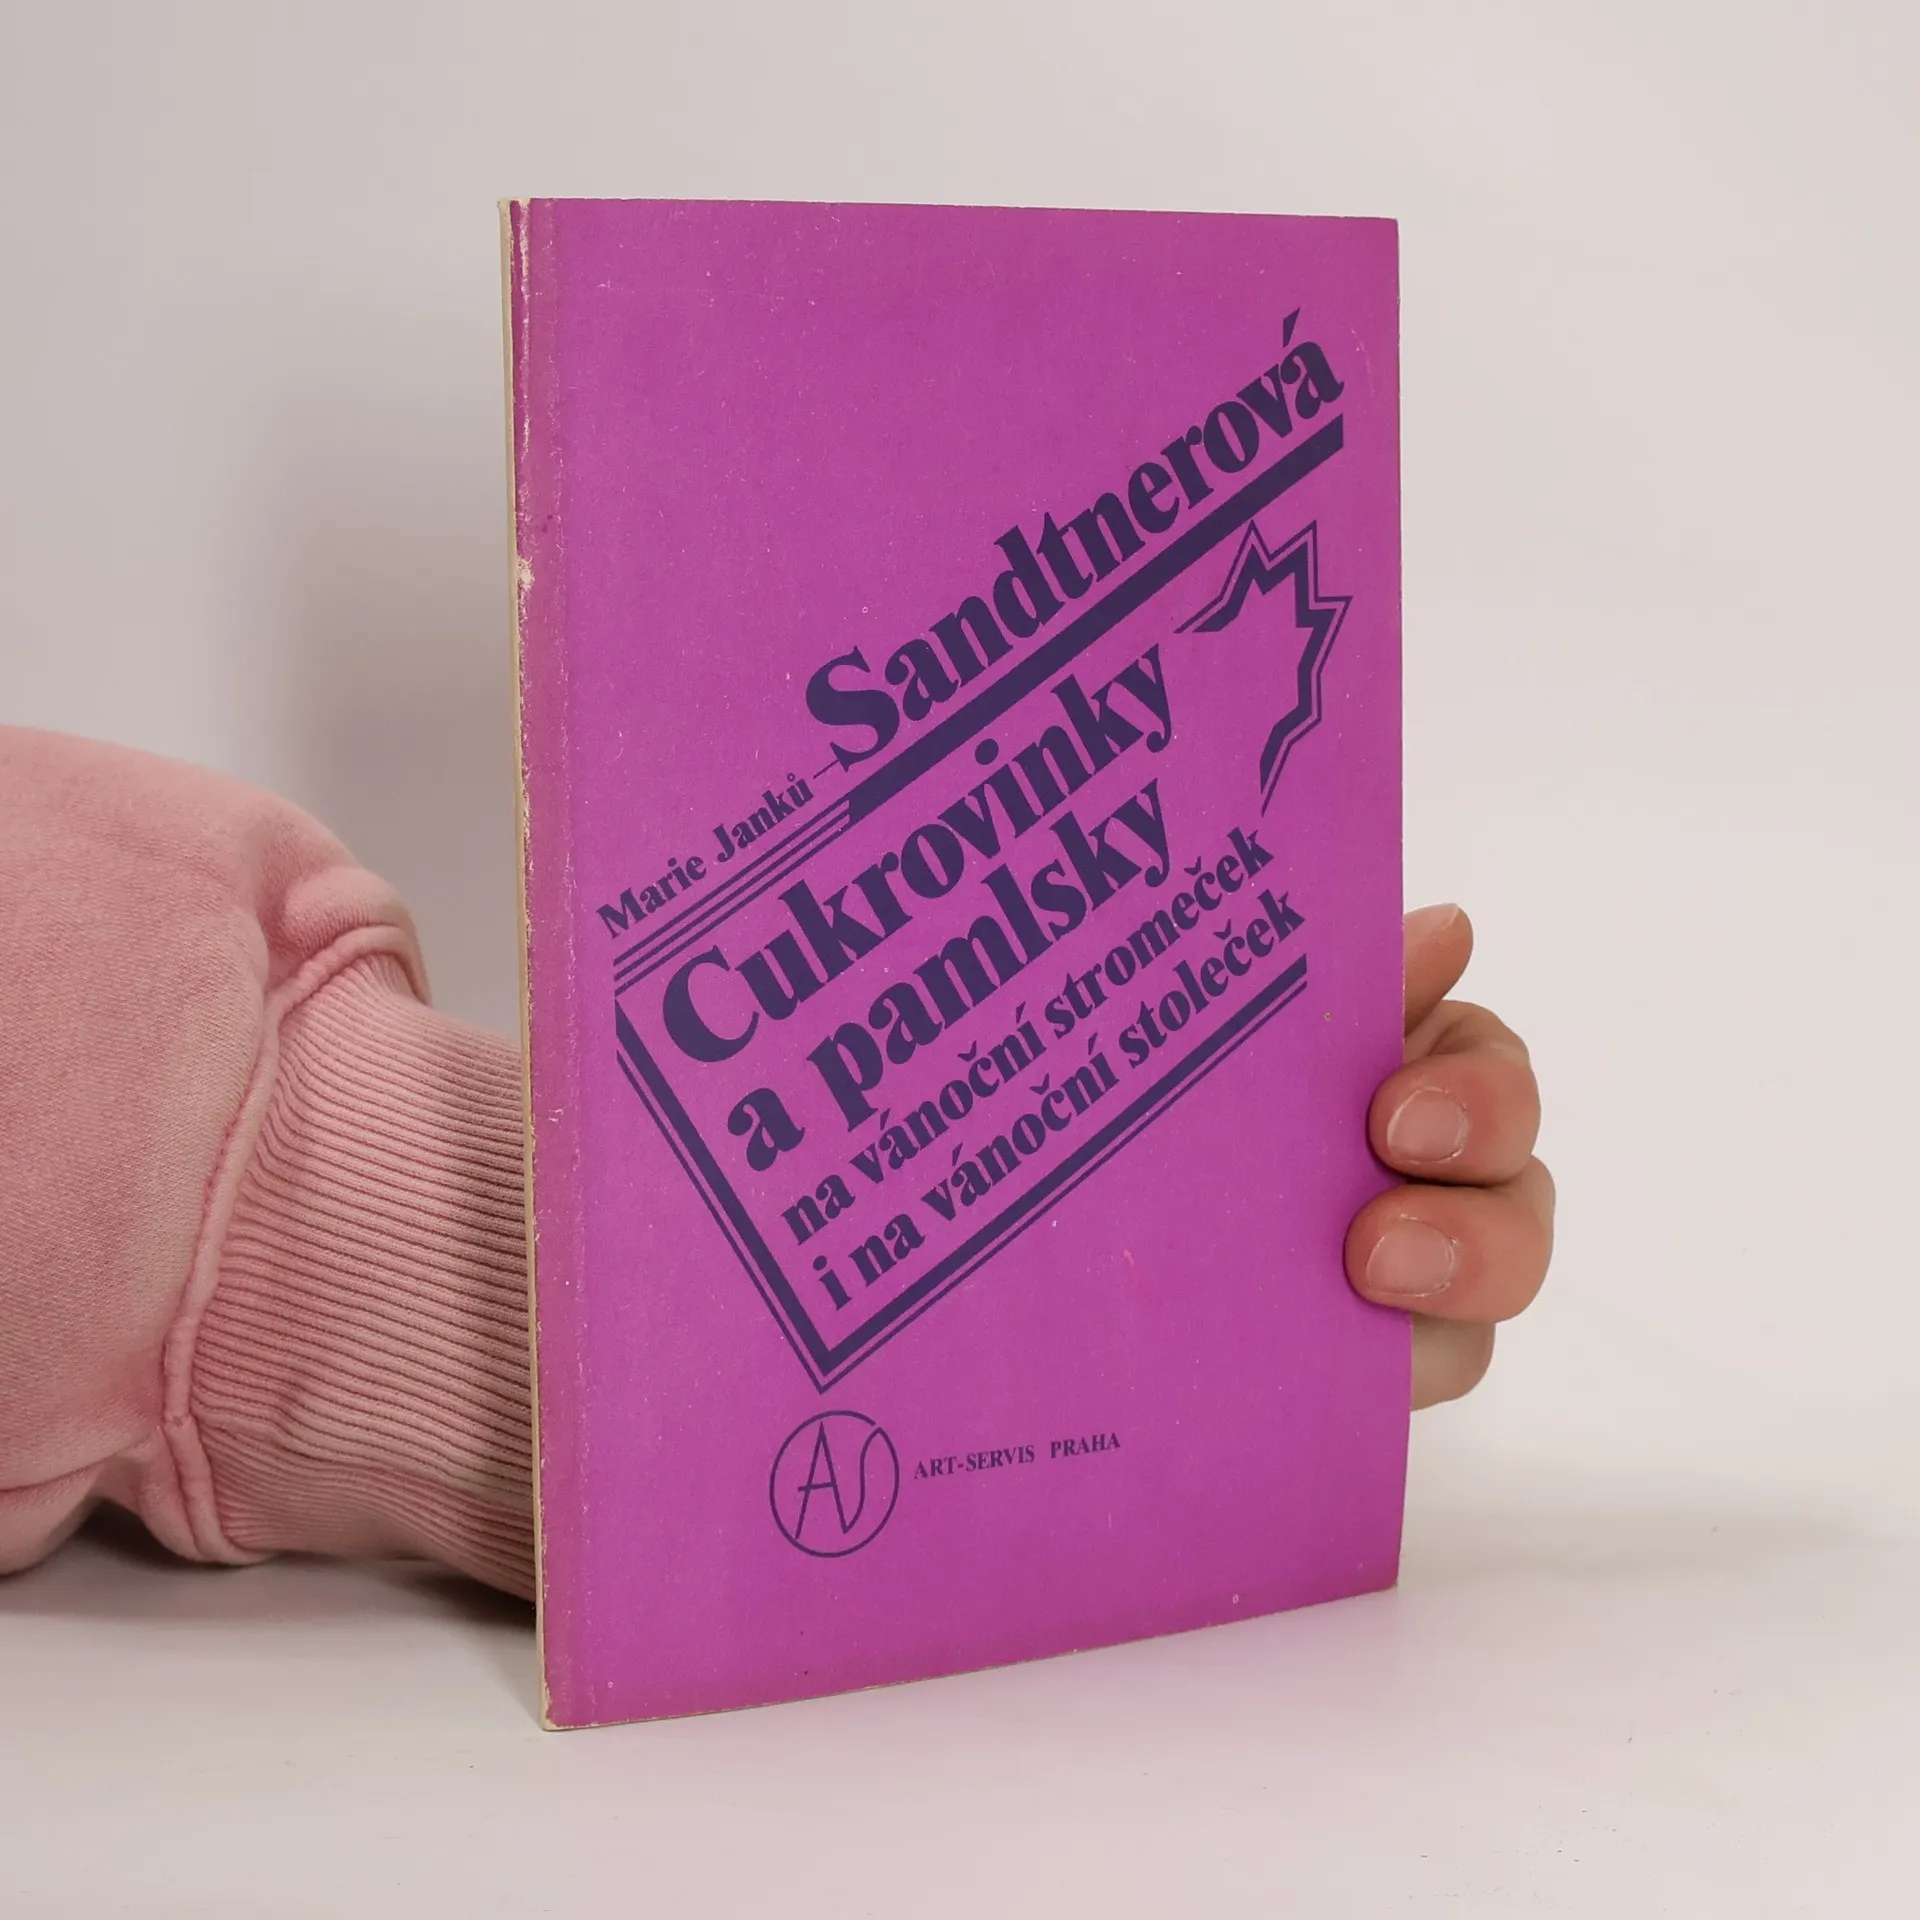 Marie Janků–Sandtnerová
Cukrovinky
a pamlsky
na vánoční stromeček
i na vánoční stoleček
AS
ART-SERVIS PRAHA